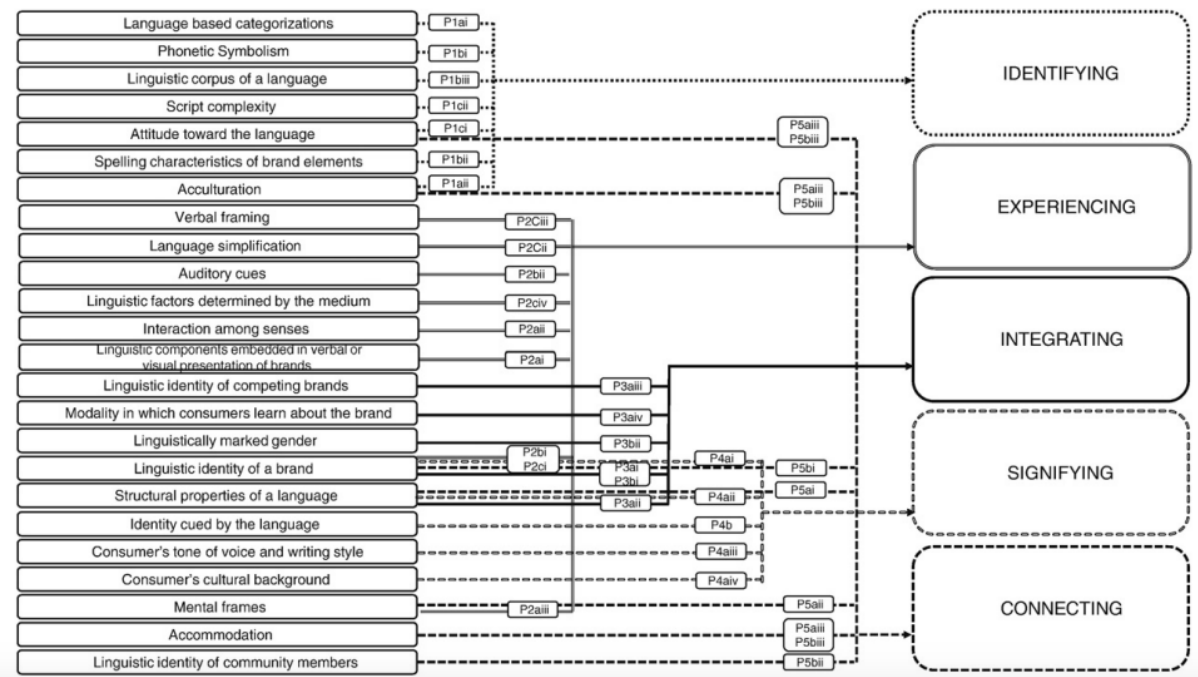 Language based categorizations
P1ai
Phonetic Symbolism
P1bi
Linguistic corpus of a language
P1biii
IDENTIFYING
Script complexity
P1cii
Attitude toward the language
P1ci
P5aiii
P5biii
Spelling characteristics of brand elements
P1bii
Acculturation
P1aii
P5aiii
P5biii
Verbal framing
P2Ciii
EXPERIENCING
Language simplification
P2Cii
Auditory cues
P2bii
Linguistic factors determined by the medium
P2civ
Interaction among senses
P2aii
INTEGRATING
Linguistic components embedded in verbal or
visual presentation of brands
P2ai
Linguistic identity of competing brands
P3aiii
Modality in which consumers learn about the brand
P3aiv
Linguistically marked gender
P3bii
Linguistic identity of a brand
P2bi
P2ci
P3ai
P3bi
P4ai
P5bi
SIGNIFYING
Structural properties of a language
P3aii
P4aii
P5ai
Identity cued by the language
P4b
Consumer's tone of voice and writing style
P4aiii
Consumer's cultural background
P4aiv
Mental frames
P2aiii
P5aii
CONNECTING
Accommodation
P5aiii
P5biii
Linguistic identity of community members
P5bii